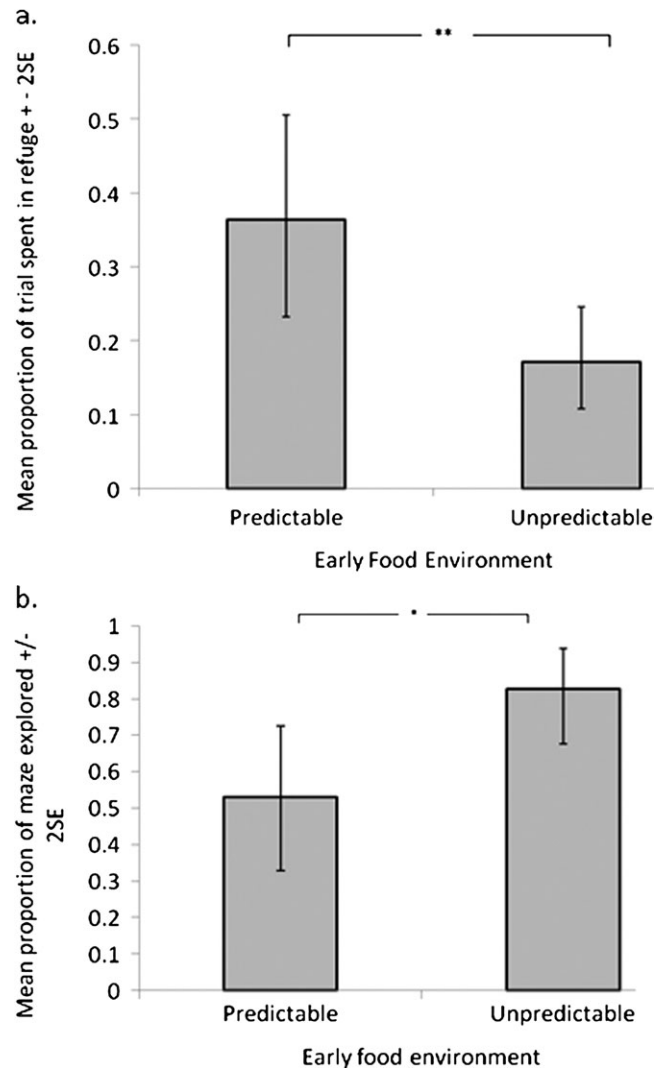 a.
**
Mean proportion of trial spent in refuge + - 2SE
0.6
0.5
0.4
0.3
0.2
0.1
0
Predictable
Unpredictable
Early Food Environment
b.
*
Mean proportion of maze explored +/-
2SE
1
0.9
0.8
0.7
0.6
0.5
0.4
0.3
0.2
0.1
0
Predictable
Unpredictable
Early food environment